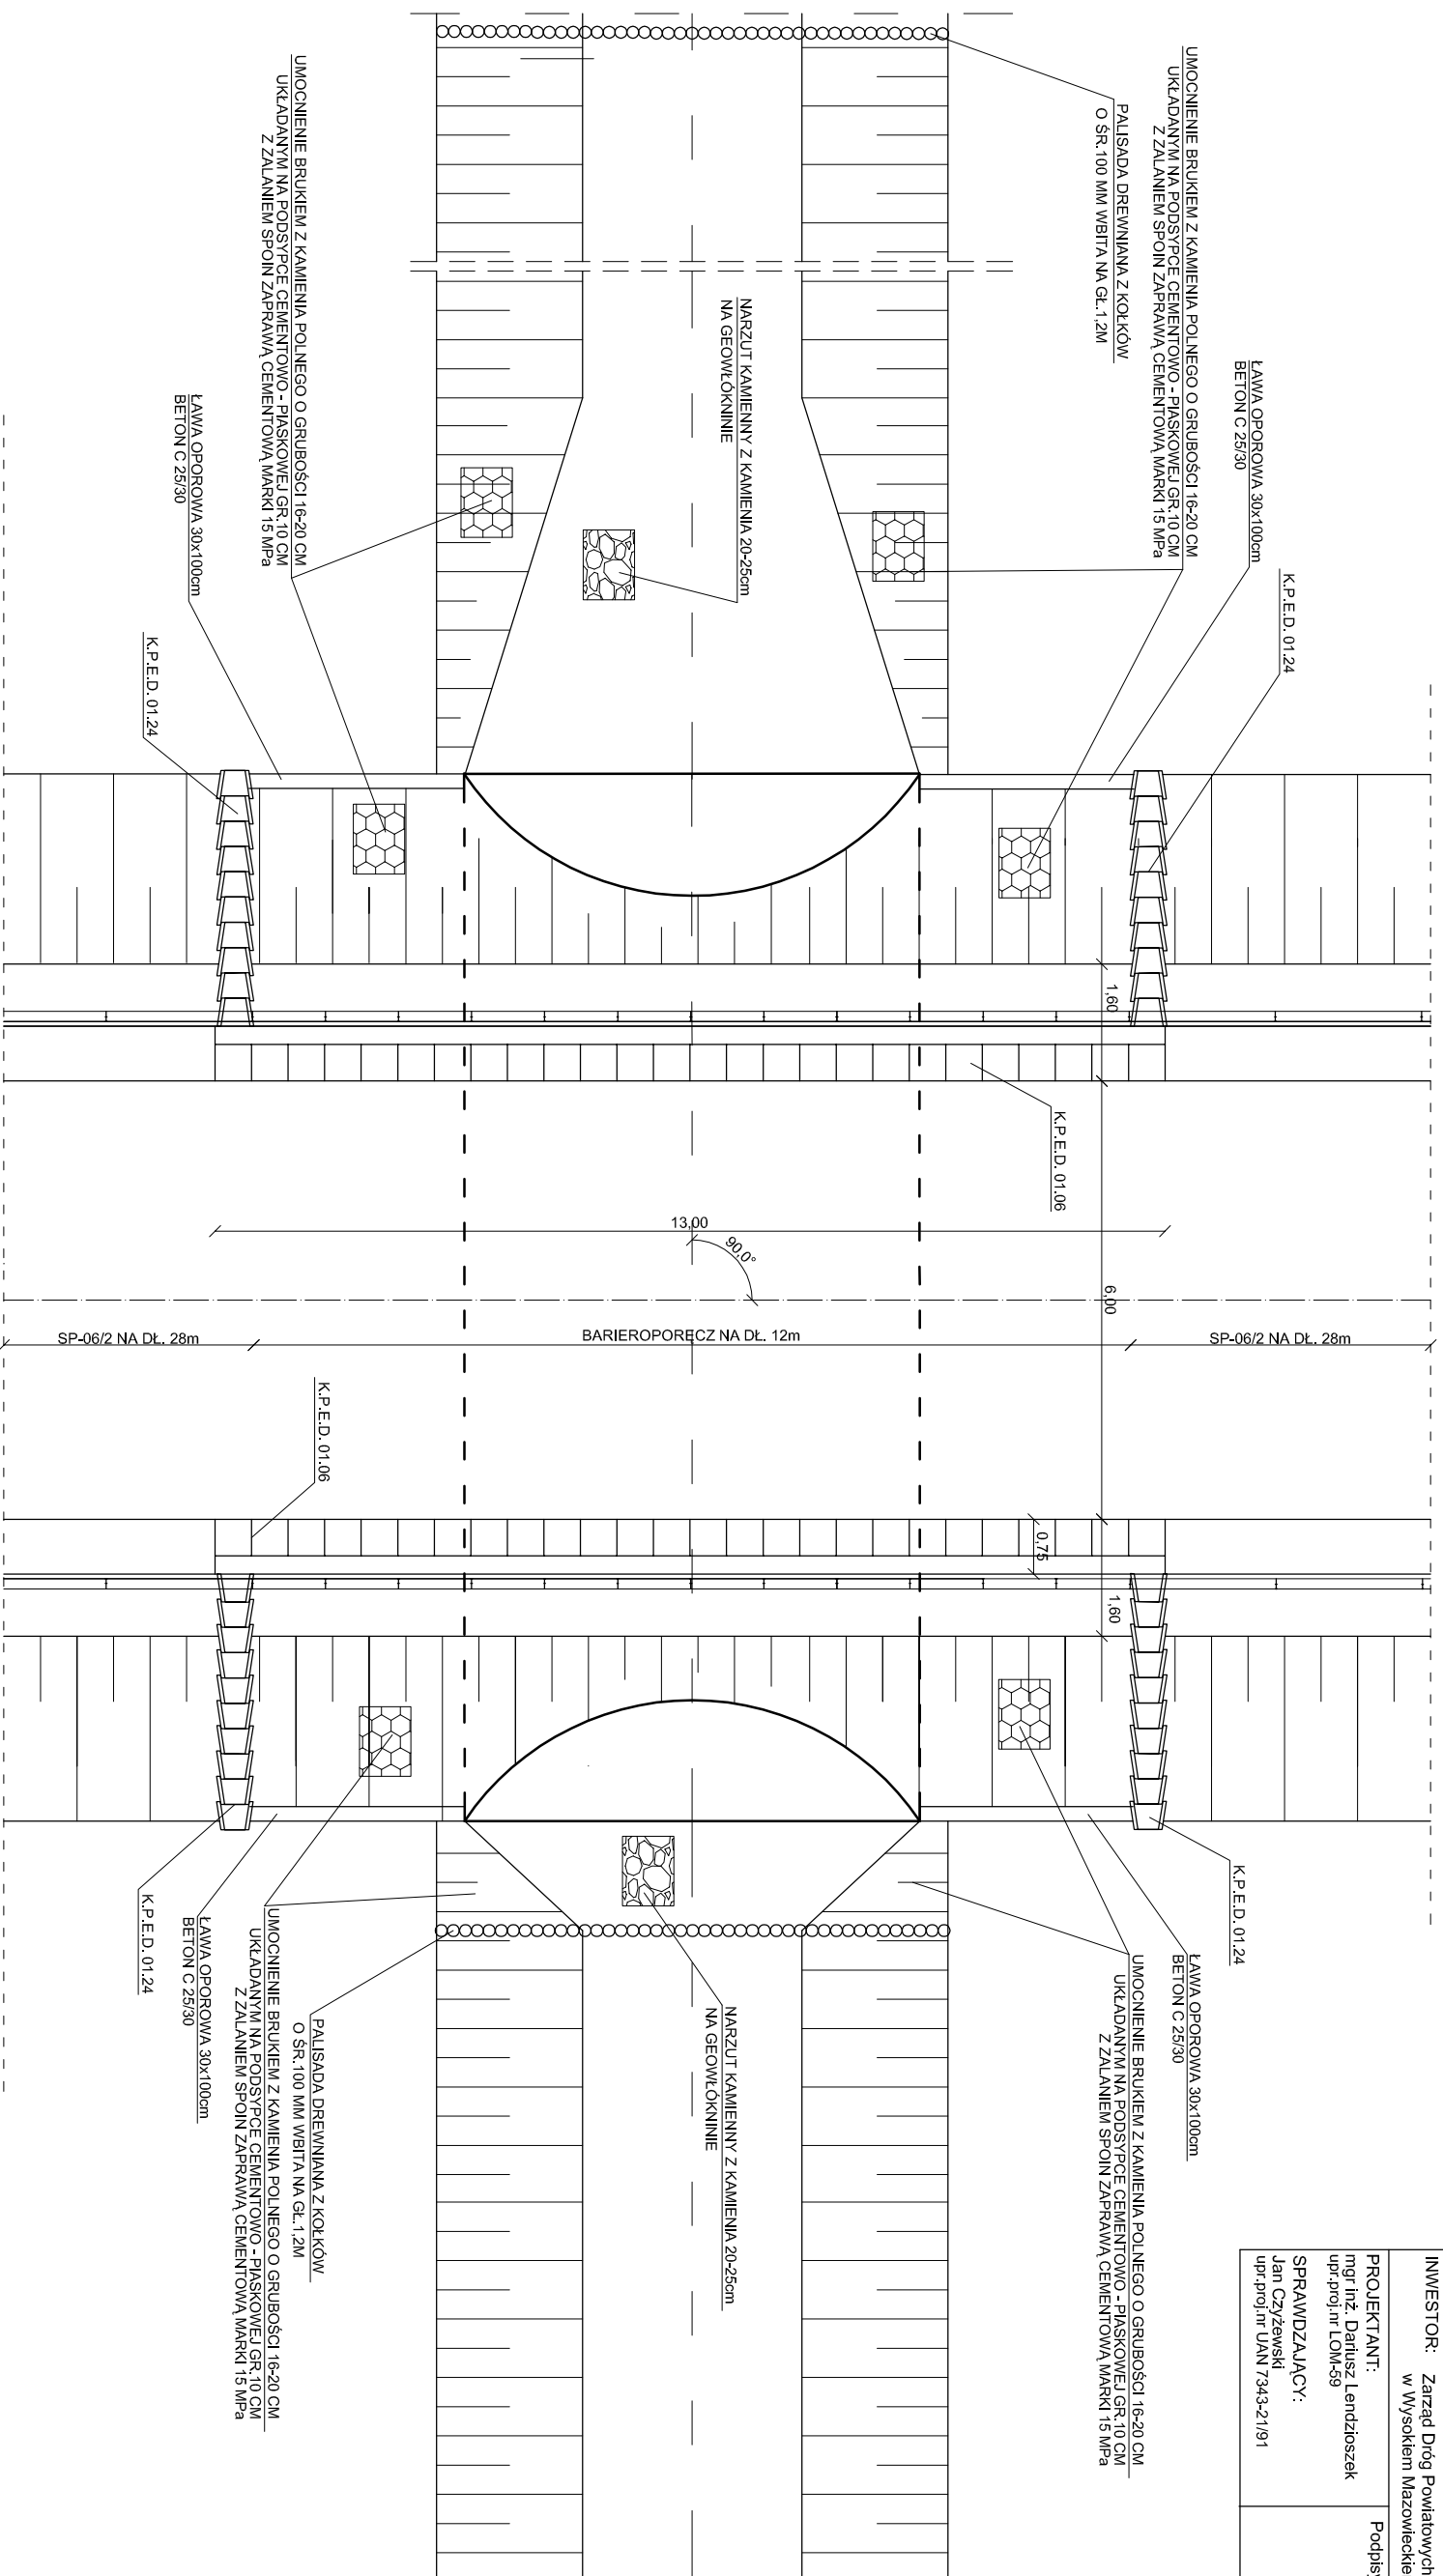 UMOCNIENIE BRUKIEM Z KAMIENIA POLNEGO O GRUBOŚCI 16-20 CM
UKŁADANYM NA PODSYPCE CEMENTOWO - PIASKOWEJ GR.10 CM
Z ZALANIEM SPOIN ZAPRAWĄ CEMENTOWĄ MARKI 15 MPa
PALISADA DREWNIANA Z KOŁKÓW
O ŚR.100 MM WBITA NA GŁ.1,2M
ŁAWA OPOROWA 30x100cm
BETON C 25/30
K.P.E.D. 01.24
NARZUT KAMIENNY Z KAMIENIA 20-25cm
NA GEOWŁÓKNINIE
UMOCNIENIE BRUKIEM Z KAMIENIA POLNEGO O GRUBOŚCI 16-20 CM
UKŁADANYM NA PODSYPCE CEMENTOWO - PIASKOWEJ GR.10 CM
Z ZALANIEM SPOIN ZAPRAWĄ CEMENTOWĄ MARKI 15 MPa
ŁAWA OPOROWA 30x100cm
BETON C 25/30
K.P.E.D. 01.24
1,60
K.P.E.D. 01.06
13,00
90,0°
6,00
SP-06/2 NA DŁ. 28m
BARIEROPORĘCZ NA DŁ. 12m
SP-06/2 NA DŁ. 28m
K.P.E.D. 01.06
0,75
1,60
K.P.E.D. 01.24
ŁAWA OPOROWA 30x100cm
BETON C 25/30
UMOCNIENIE BRUKIEM Z KAMIENIA POLNEGO O GRUBOŚCI 16-20 CM
UKŁADANYM NA PODSYPCE CEMENTOWO - PIASKOWEJ GR.10 CM
Z ZALANIEM SPOIN ZAPRAWĄ CEMENTOWĄ MARKI 15 MPa
NARZUT KAMIENNY Z KAMIENIA 20-25cm
NA GEOWŁÓKNINIE
PALISADA DREWNIANA Z KOŁKÓW
O ŚR.100 MM WBITA NA GŁ.1,2M
UMOCNIENIE BRUKIEM Z KAMIENIA POLNEGO O GRUBOŚCI 16-20 CM
UKŁADANYM NA PODSYPCE CEMENTOWO - PIASKOWEJ GR.10 CM
Z ZALANIEM SPOIN ZAPRAWĄ CEMENTOWĄ MARKI 15 MPa
ŁAWA OPOROWA 30x100cm
BETON C 25/30
K.P.E.D. 01.24
INWESTOR: Zarząd Dróg Powiatowych
w Wysokiem Mazowieckie
PROJEKTANT:
mgr inż. Dariusz Lendzioszek
upr.proj.nr LOM-59
SPRAWDZAJĄCY:
Jan Czyżewski
upr.proj.nr UAN 7343-21/91
Podpisy